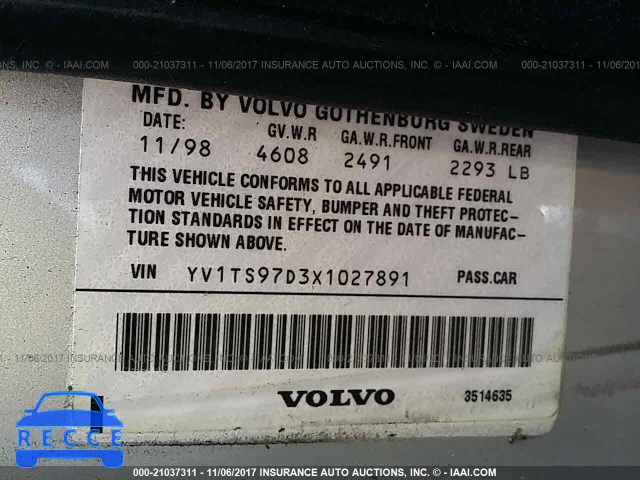 000-21037311 - 11/06/2017 INSURANCE AUTO AUCTIONS, INC. - © IAAI.COM
MFD. BY VOLVO GOTHENBURG SWEDEN
DATE: G.V.W.R GA.W.R.FRONT GA.W.R.REAR
11/98 4608 2491 2293 LB
THIS VEHICLE CONFORMS TO ALL APPLICABLE FEDERAL
MOTOR VEHICLE SAFETY, BUMPER AND THEFT PROTEC-
TION STANDARDS IN EFFECT ON THE DATE OF MANUFAC-
TURE SHOWN ABOVE.
VIN YV1TS97D3X1027891 PASS.CAR
VOLVO 3514635
RECCE
000-21037311 - 11/06/2017 INSURANCE AUTO AUCTIONS, INC. - © IAAI.COM